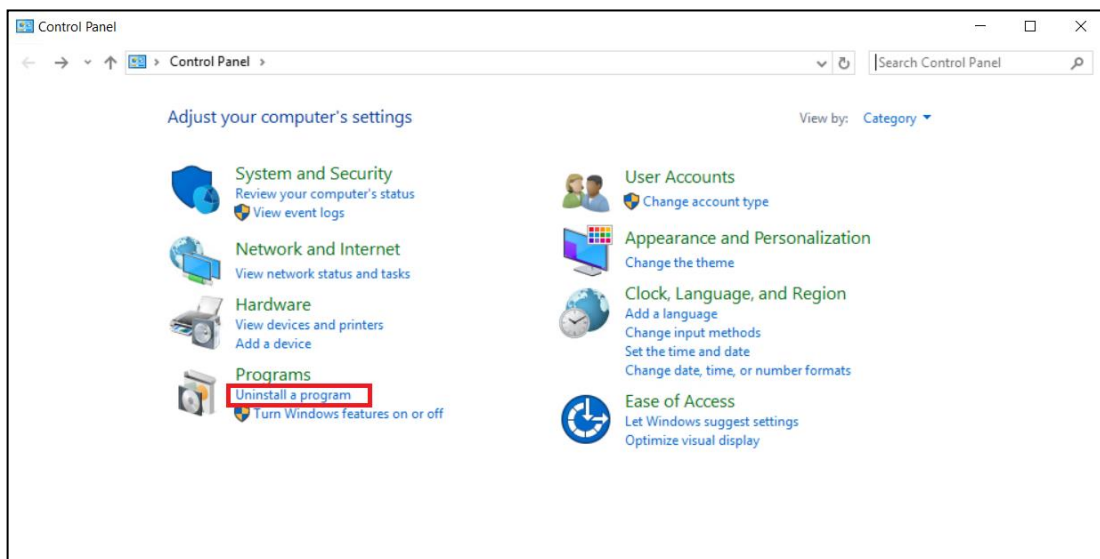 Control Panel
Control Panel
Search Control Panel
Adjust your computer's settings
View by: Category
System and Security
Review your computer's status
View event logs
Network and Internet
View network status and tasks
Hardware
View devices and printers
Add a device
Programs
Uninstall a program
Turn Windows features on or off
User Accounts
Change account type
Appearance and Personalization
Change the theme
Clock, Language, and Region
Add a language
Change input methods
Set the time and date
Change date, time, or number formats
Ease of Access
Let Windows suggest settings
Optimize visual display